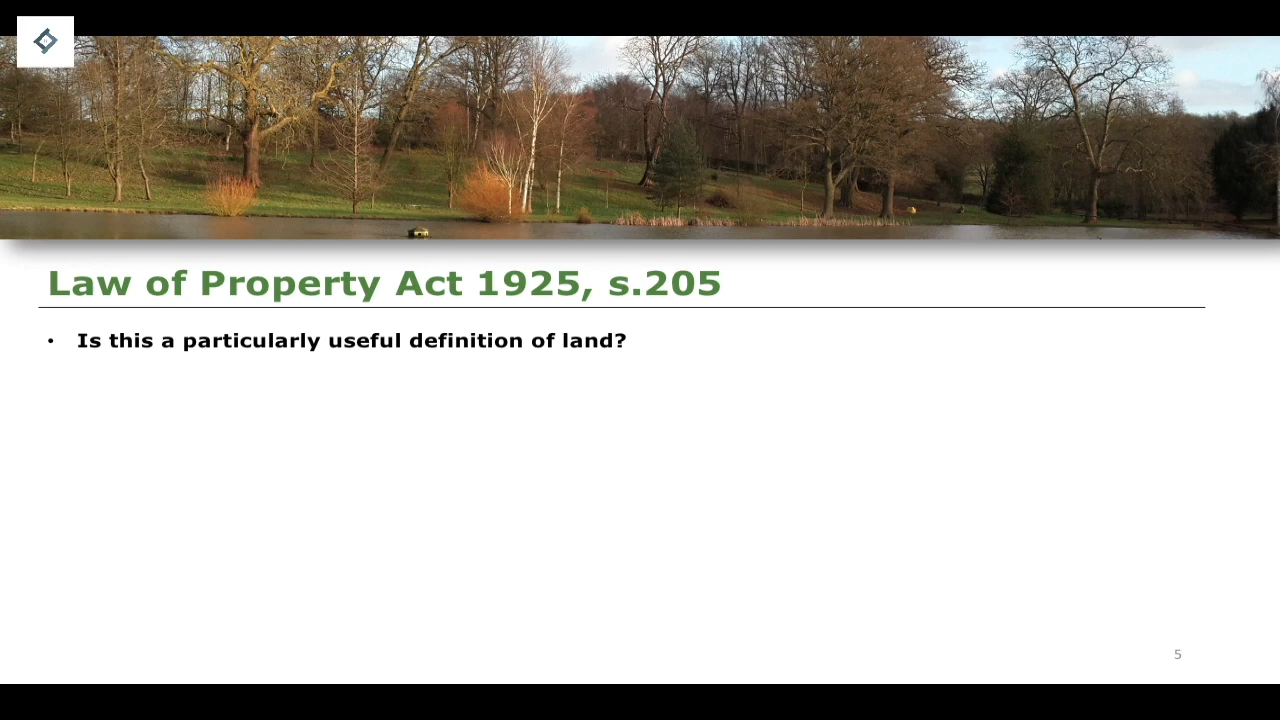 Law of Property Act 1925, s.205
• Is this a particularly useful definition of land?
5